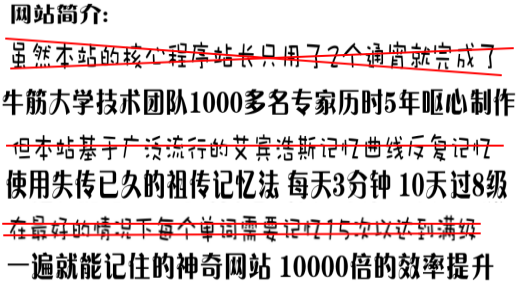 网站简介:
虽然本站的核心程序站长只用了2个通宵就完成了
牛筋大学技术团队1000多名专家历时5年呕心制作
但本站基于广泛流行的艾宾浩斯记忆曲线反复记忆
使用失传已久的祖传记忆法 每天3分钟 10天过8级
在最好的情况下每个单词需要记忆15次以达到满级
一遍就能记住的神奇网站 10000倍的效率提升